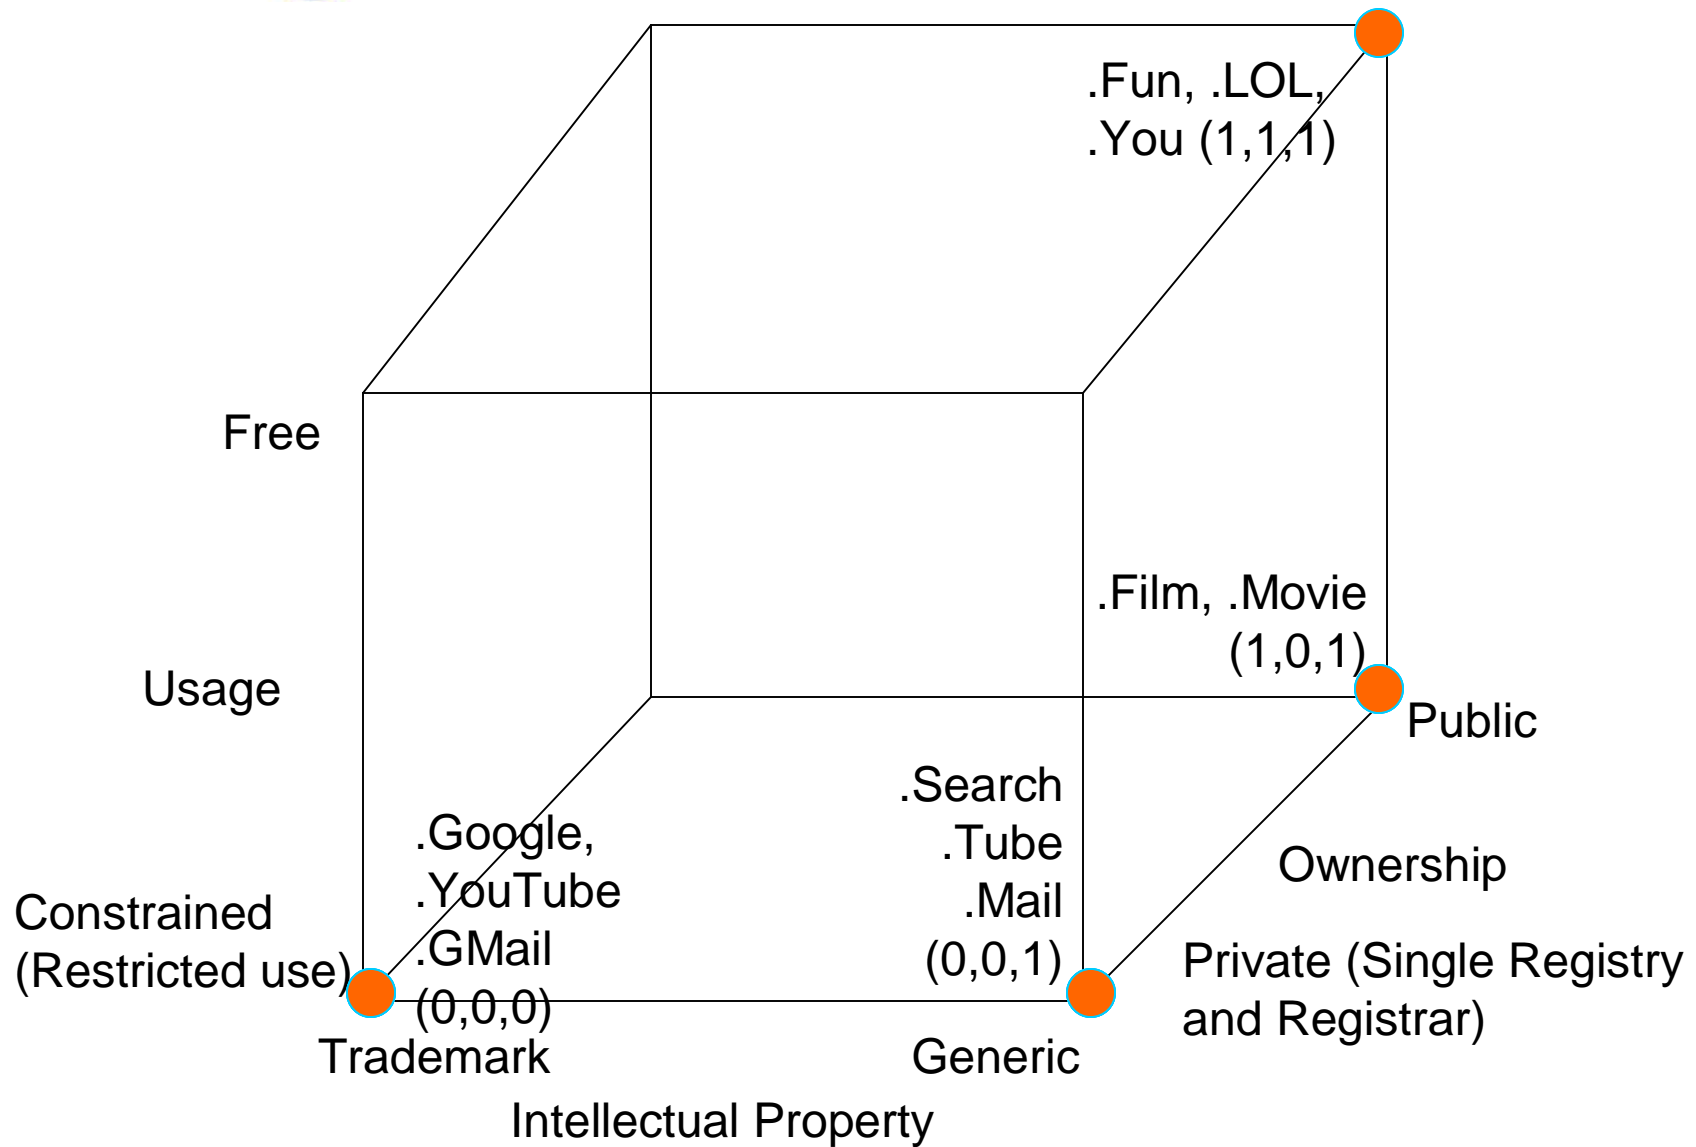 .Fun, .LOL,
.You (1,1,1)
Free
.Film, .Movie
(1,0,1)
Usage
Public
.Search
.Tube
.Mail
(0,0,1)
.Google,
.YouTube
.GMail
(0,0,0)
Ownership
Constrained
(Restricted use)
Private (Single Registry
and Registrar)
Trademark
Generic
Intellectual Property